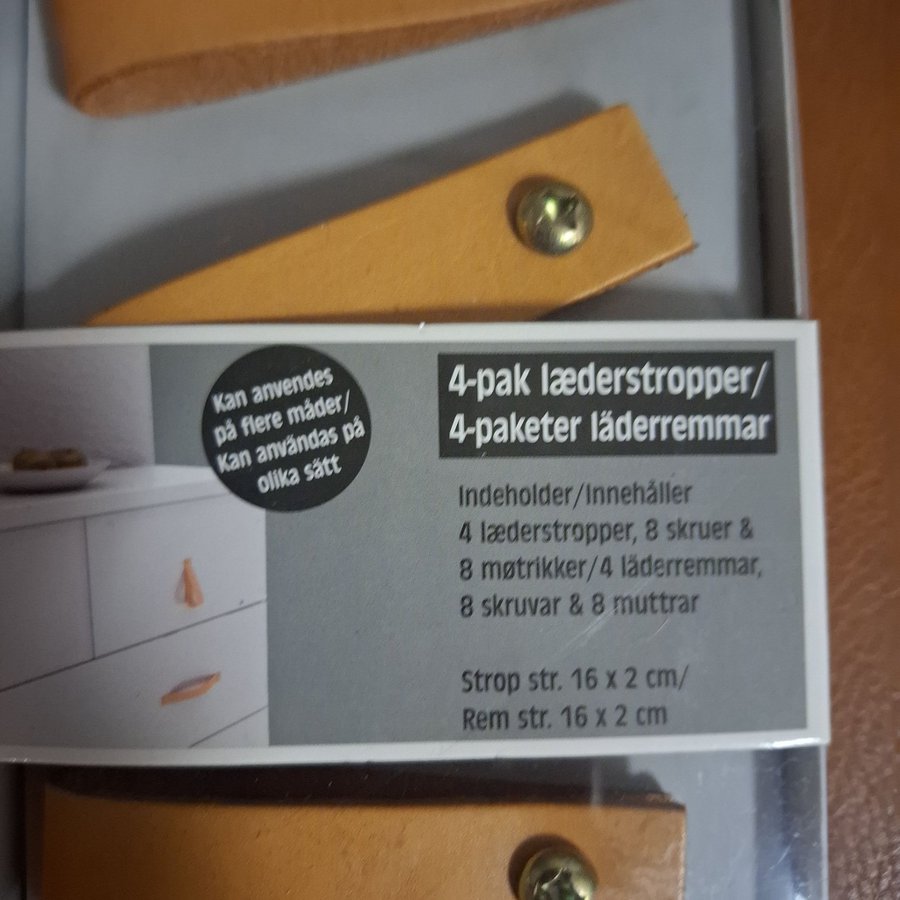 Kan anvendes
på flere måder/
Kan användas på
olika sätt
4-pak læderstropper/
4-paketer läderremmar
Indeholder/Innehåller
4 læderstropper, 8 skruer &
8 møtrikker/4 läderremmar,
8 skruvar & 8 muttrar
Strop str. 16 x 2 cm/
Rem str. 16 x 2 cm